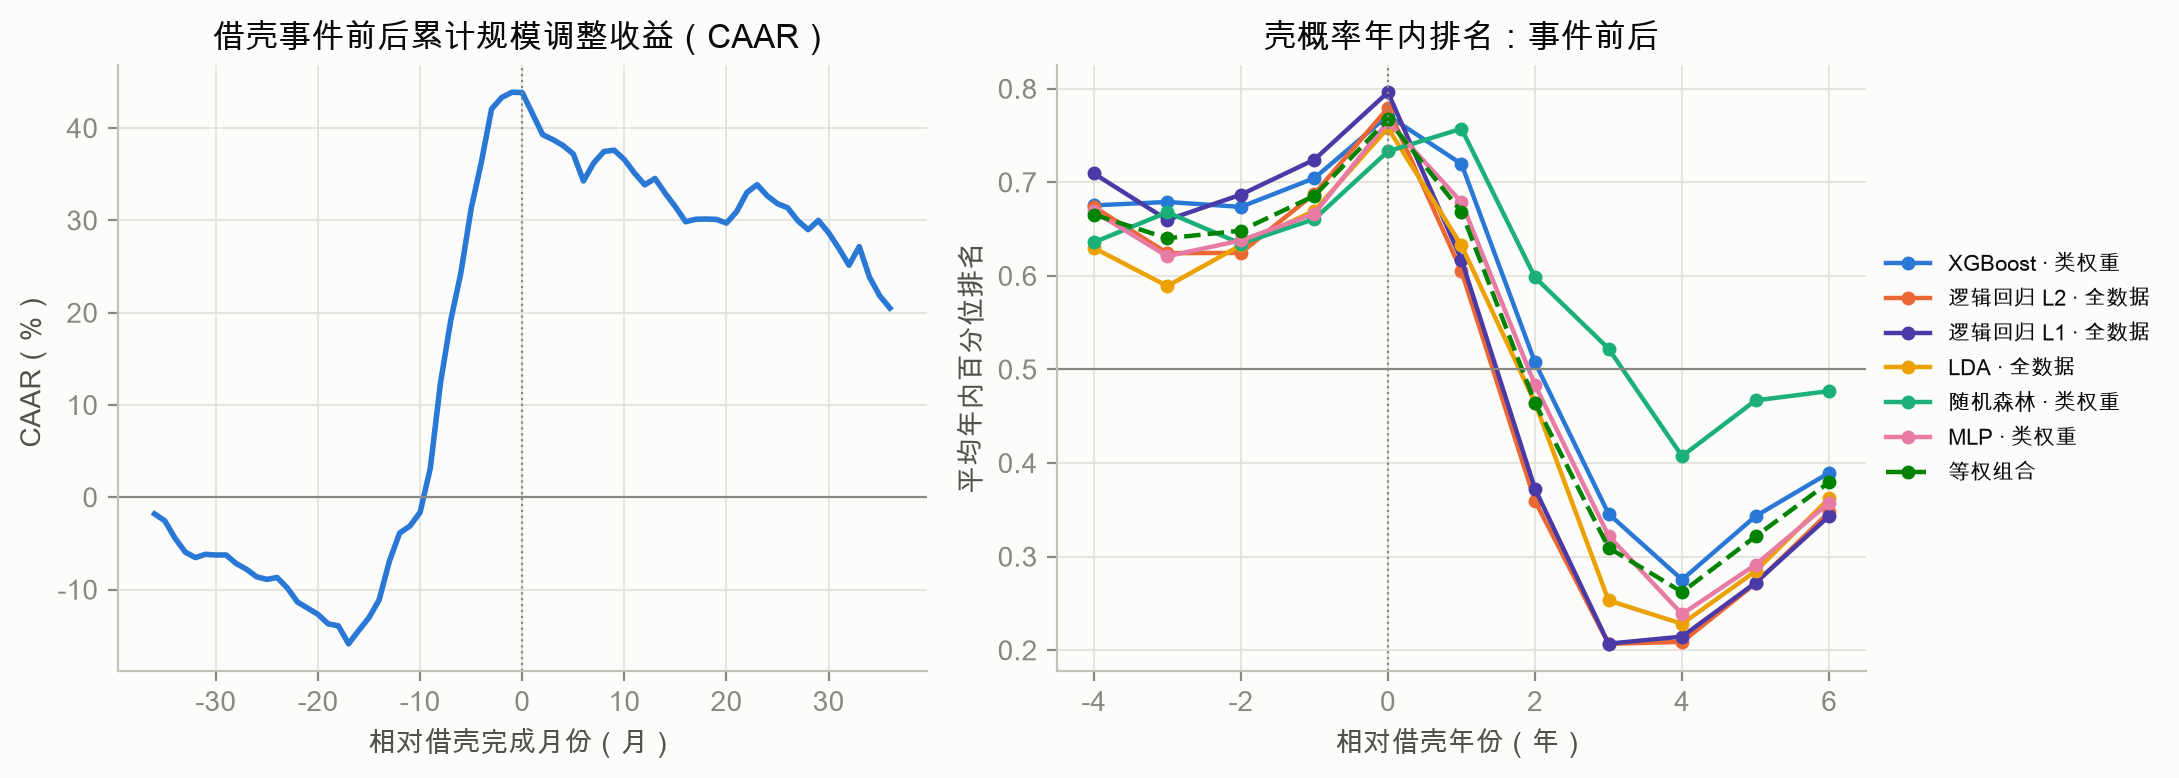 借壳事件前后累计规模调整收益（CAAR）
CAAR（%）
40
30
20
10
0
-10
-30
-20
-10
0
10
20
30
相对借壳完成月份（月）
壳概率年内排名：事件前后
平均年内百分位排名
0.8
0.7
0.6
0.5
0.4
0.3
0.2
-4
-2
0
2
4
6
相对借壳年份（年）
XGBoost · 类权重
逻辑回归 L2 · 全数据
逻辑回归 L1 · 全数据
LDA · 全数据
随机森林 · 类权重
MLP · 类权重
等权组合